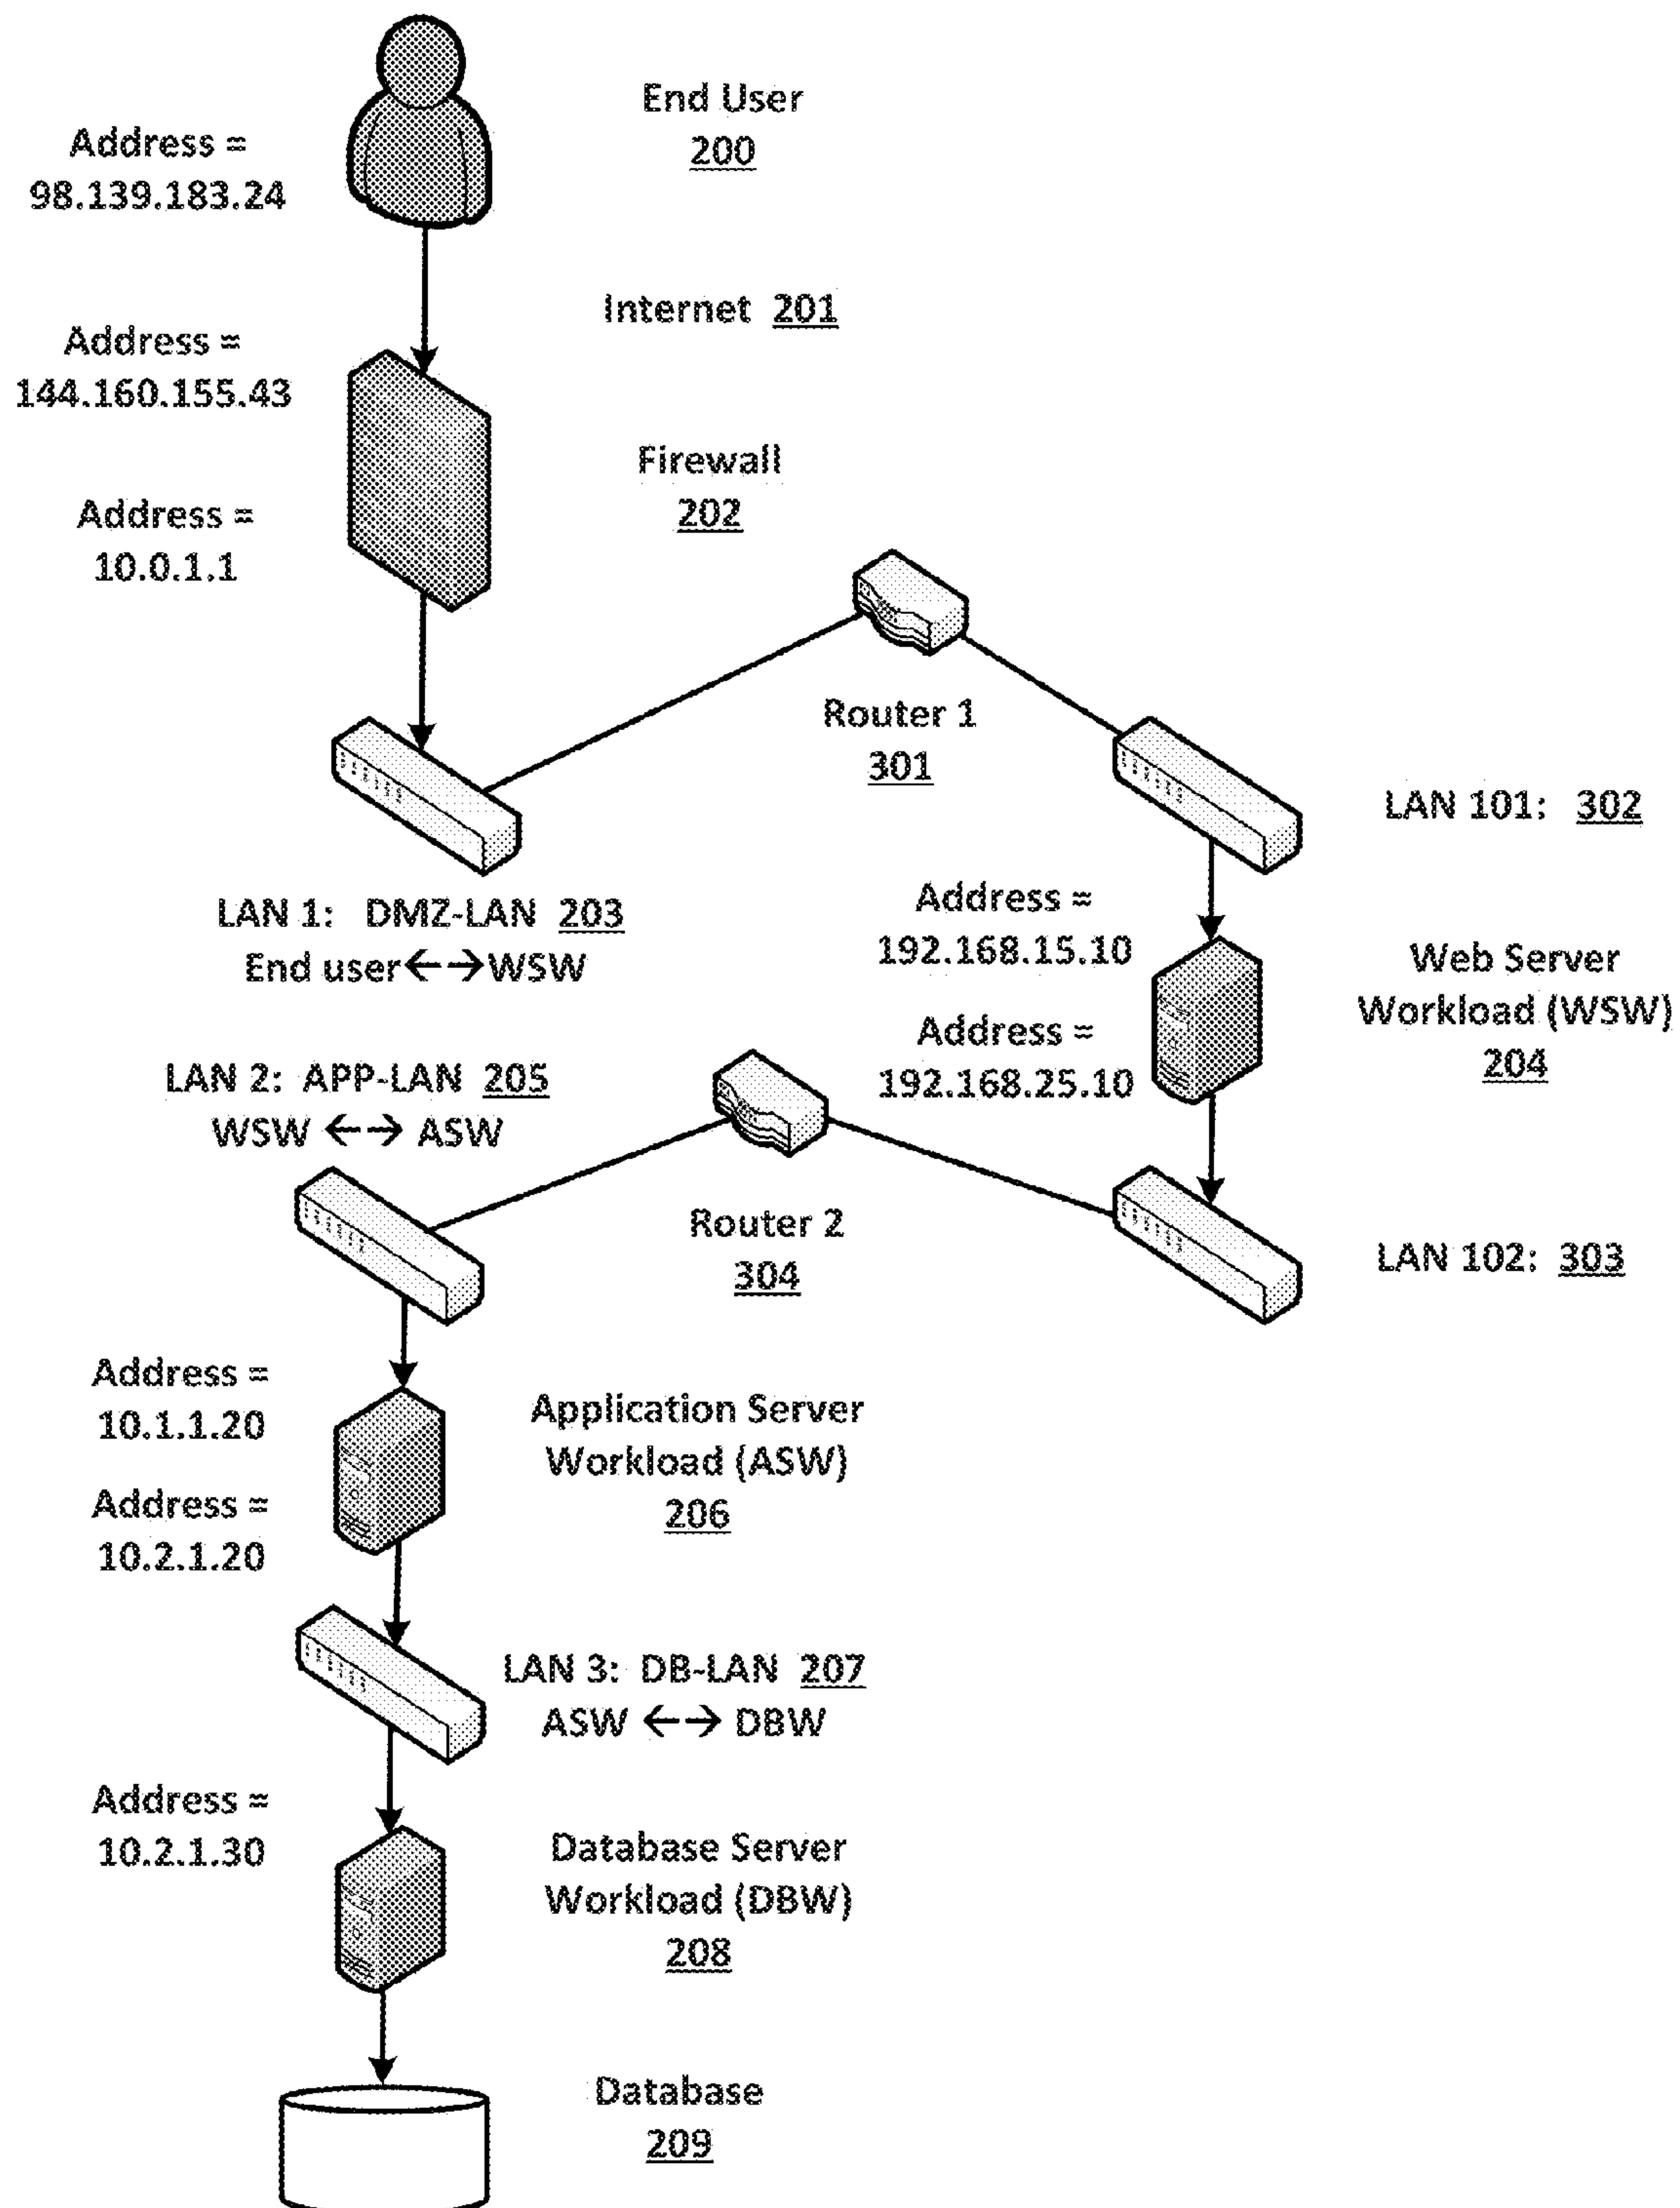 End User
200
Address =
98.139.183.24
Internet 201
Address =
144.160.155.43
Firewall
202
Address =
10.0.1.1
Router 1
301
LAN 101: 302
LAN 1: DMZ-LAN 203
End user←→WSW
Address =
192.168.15.10
Web Server
Workload (WSW)
204
Address =
192.168.25.10
LAN 2: APP-LAN 205
WSW ←→ ASW
Router 2
304
LAN 102: 303
Address =
10.1.1.20
Application Server
Workload (ASW)
206
Address =
10.2.1.20
LAN 3: DB-LAN 207
ASW ←→ DBW
Address =
10.2.1.30
Database Server
Workload (DBW)
208
Database
209